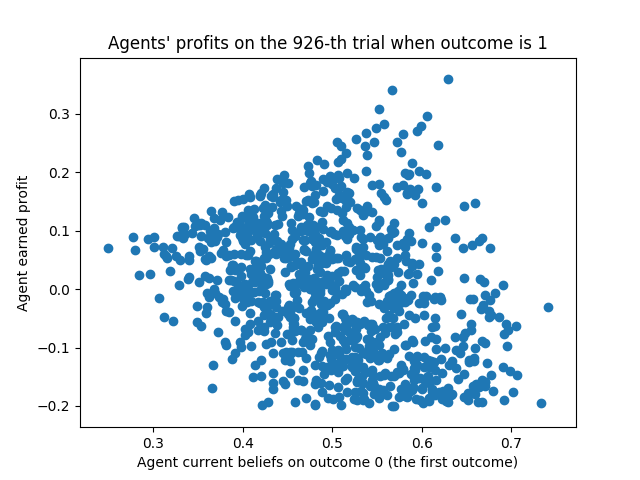 Agents' profits on the 926-th trial when outcome is 1
Agent earned profit
0.3
0.2
0.1
0.0
−0.1
−0.2
0.3 0.4 0.5 0.6 0.7
Agent current beliefs on outcome 0 (the first outcome)